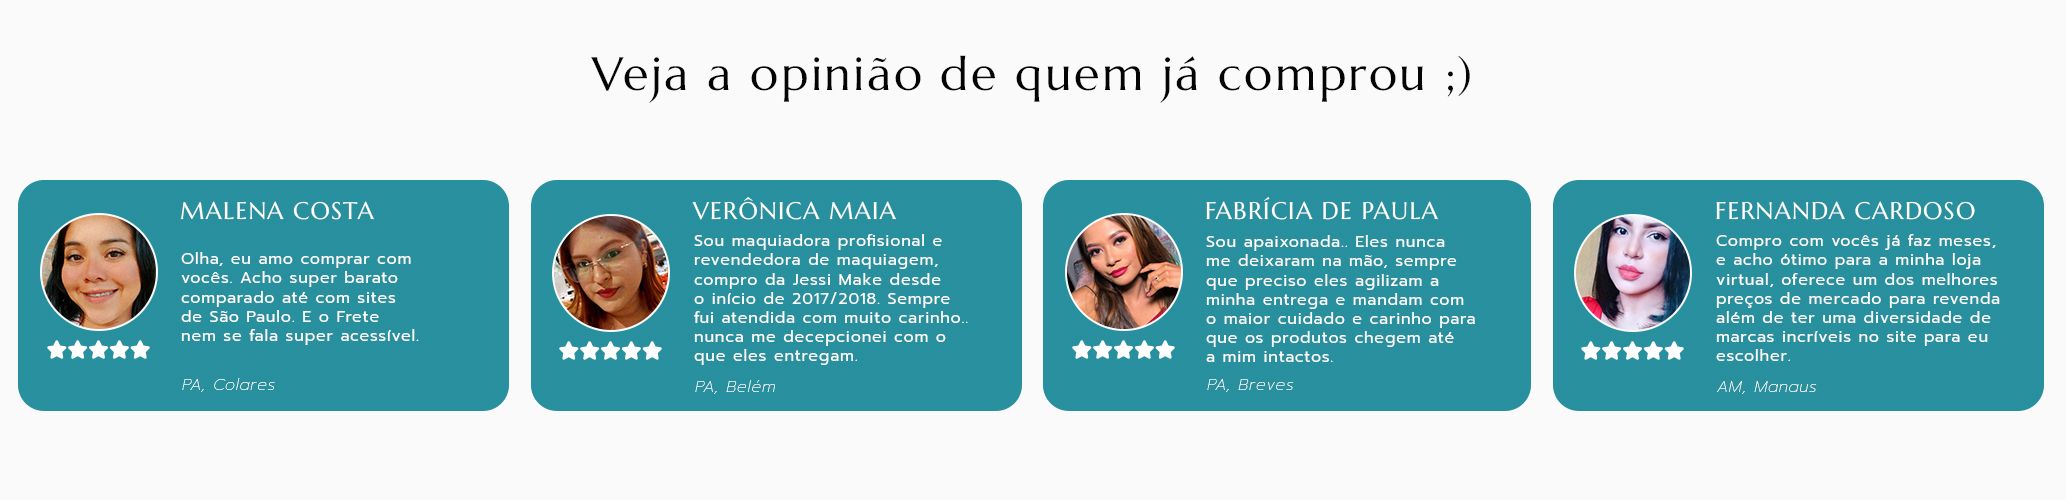 Veja a opinião de quem já comprou ;)
MALENA COSTA
Olha, eu amo comprar com
vocês. Acho super barato
comparado até com sites
de São Paulo. E o Frete
nem se fala super acessível.
PA, Colares
VERÔNICA MAIA
Sou maquiadora profisional e
revendedora de maquiagem,
compro da Jessi Make desde
o início de 2017/2018. Sempre
fui atendida com muito carinho..
nunca me decepcionei com o
que eles entregam.
PA, Belém
FABRÍCIA DE PAULA
Sou apaixonada.. Eles nunca
me deixaram na mão, sempre
que preciso eles agilizam a
minha entrega e mandam com
o maior cuidado e carinho para
que os produtos chegem até
a mim intactos.
PA, Breves
FERNANDA CARDOSO
Compro com vocês já faz meses,
e acho ótimo para a minha loja
virtual, oferece um dos melhores
preços de mercado para revenda
além de ter uma diversidade de
marcas incríveis no site para eu
escolher.
AM, Manaus